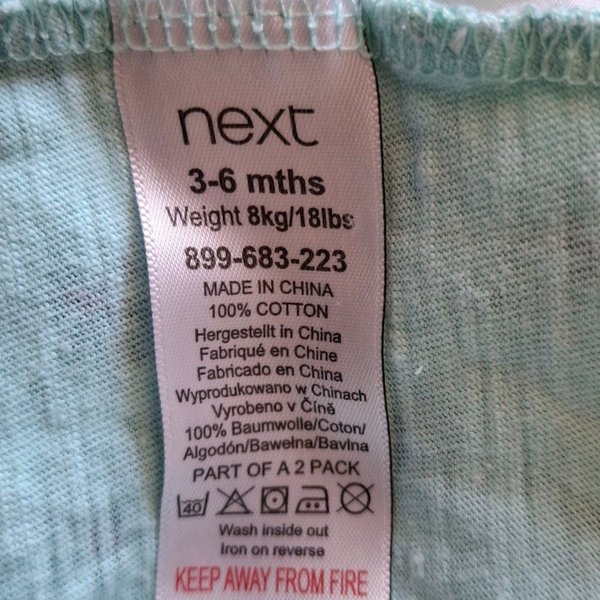 next
3-6 mths
Weight 8kg/18lbs
899-683-223
MADE IN CHINA
100% COTTON
Hergestellt in China
Fabriqué en Chine
Fabricado en China
Wyprodukowano w Chinach
Vyrobeno v Číně
100% Baumwolle/Coton/
Algodón/Bawełna/Bavlna
PART OF A 2 PACK
40
Wash inside out
Iron on reverse
KEEP AWAY FROM FIRE